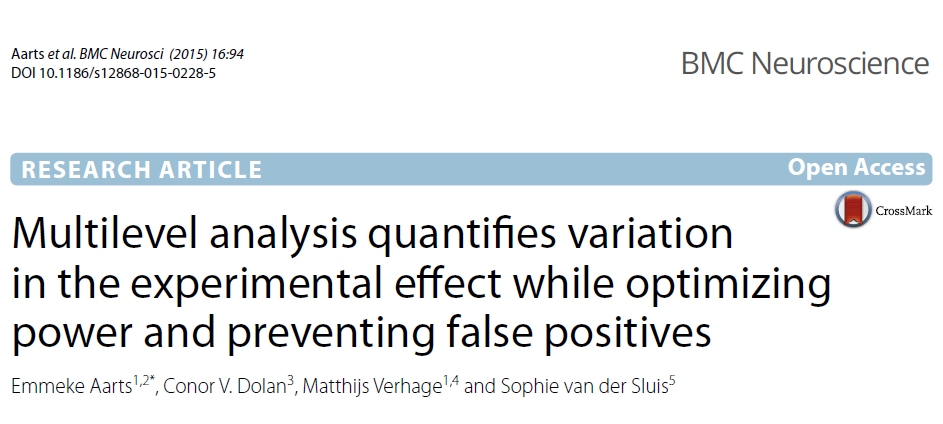 Aarts et al. BMC Neurosci (2015) 16:94
DOI 10.1186/s12868-015-0228-5
BMC Neuroscience
RESEARCH ARTICLE
Open Access
CrossMark
Multilevel analysis quantifies variation
in the experimental effect while optimizing
power and preventing false positives
Emmeke Aarts1,2*, Conor V. Dolan3, Matthijs Verhage1,4 and Sophie van der Sluis5